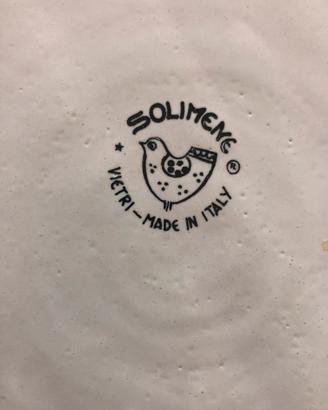 SOLIMENE
®
VIETRI – MADE IN ITALY